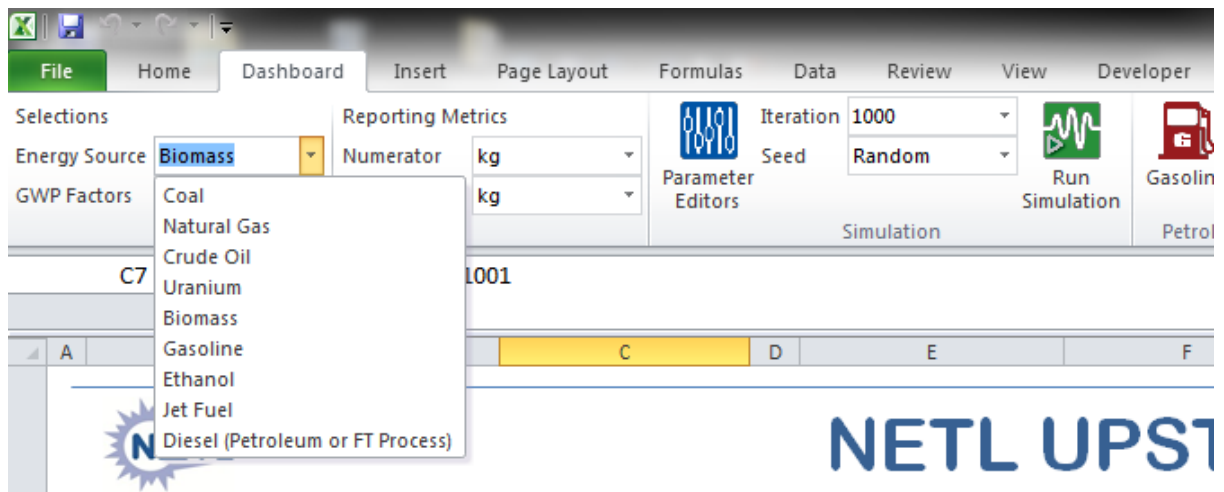 File Home Dashboard Insert Page Layout Formulas Data Review View Developer
Selections Reporting Metrics Iteration 1000
Energy Source Biomass Numerator kg Seed Random
GWP Factors kg Parameter Editors Run Simulation
Simulation
Coal
Natural Gas
Crude Oil
Uranium
Biomass
Gasoline
Ethanol
Jet Fuel
Diesel (Petroleum or FT Process)
C7 1001
A C D E F
NETL UPST
G Gasolin
Petrol